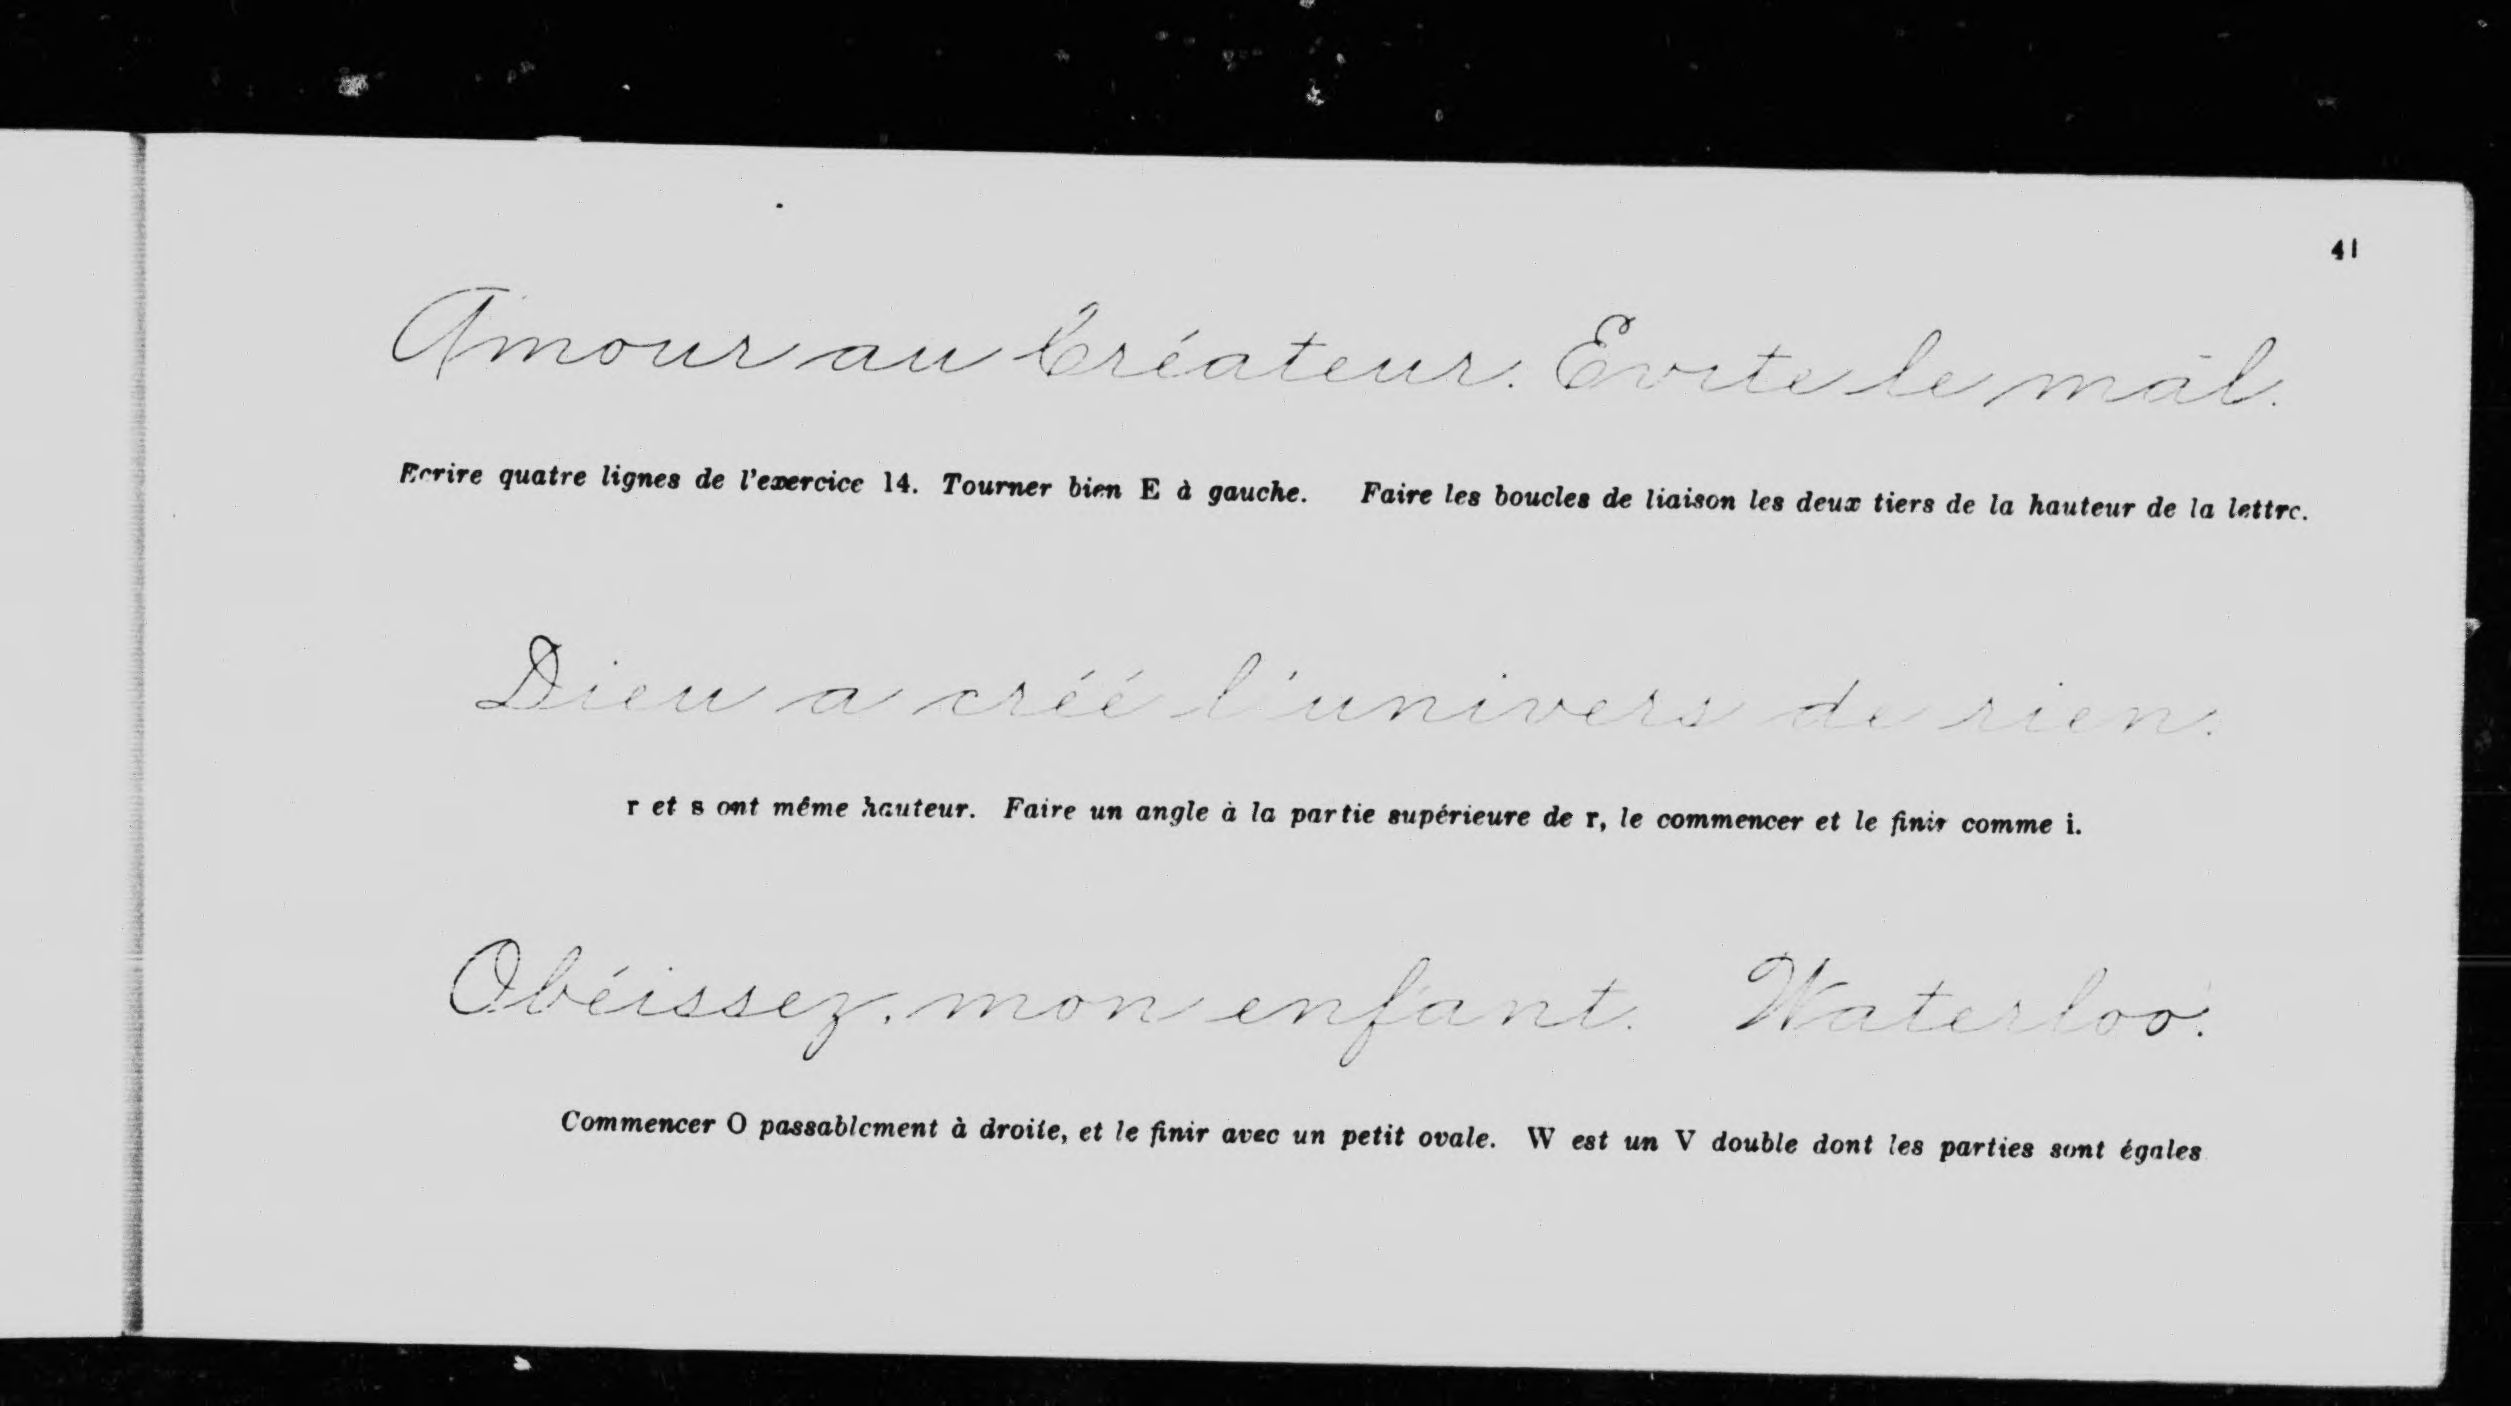 41
Amour au Créateur. Evite le mal.
Ecrire quatre lignes de l'exercice 14. Tourner bien E à gauche. Faire les boucles de liaison les deux tiers de la hauteur de la lettre.
Dieu a créé l'univers de rien.
r et s ont même hauteur. Faire un angle à la partie supérieure de r, le commencer et le finir comme i.
Obéissez, mon enfant. Waterloo.
Commencer O passablement à droite, et le finir avec un petit ovale. W est un V double dont les parties sont égales